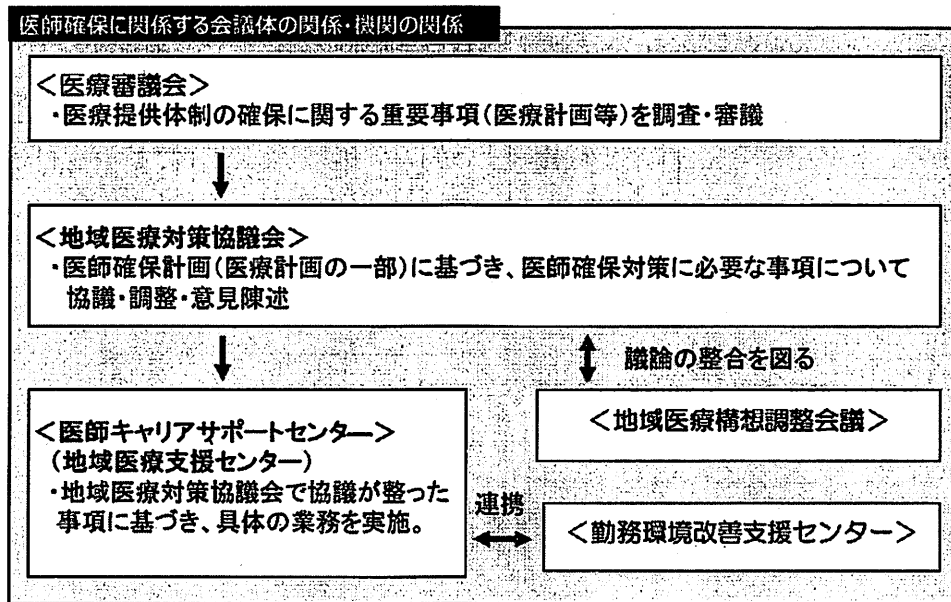 医師確保に関係する会議体の関係・機関の関係
＜医療審議会＞
・医療提供体制の確保に関する重要事項(医療計画等)を調査・審議
＜地域医療対策協議会＞
・医師確保計画(医療計画の一部)に基づき、医師確保対策に必要な事項について
協議・調整・意見陳述
議論の整合を図る
＜地域医療構想調整会議＞
＜医師キャリアサポートセンター＞
(地域医療支援センター)
・地域医療対策協議会で協議が整った
事項に基づき、具体の業務を実施。
連携
＜勤務環境改善支援センター＞